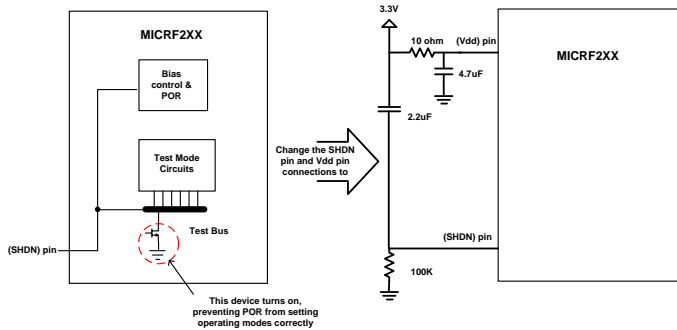 MICRF2XX
Bias
control &
POR
Test Mode
Circuits
Test Bus
(SHDN) pin
This device turns on,
preventing POR from setting
operating modes correctly
Change the SHDN
pin and Vdd pin
connections to
3.3V
10 ohm
(Vdd) pin
4.7uF
2.2uF
MICRF2XX
(SHDN) pin
100K